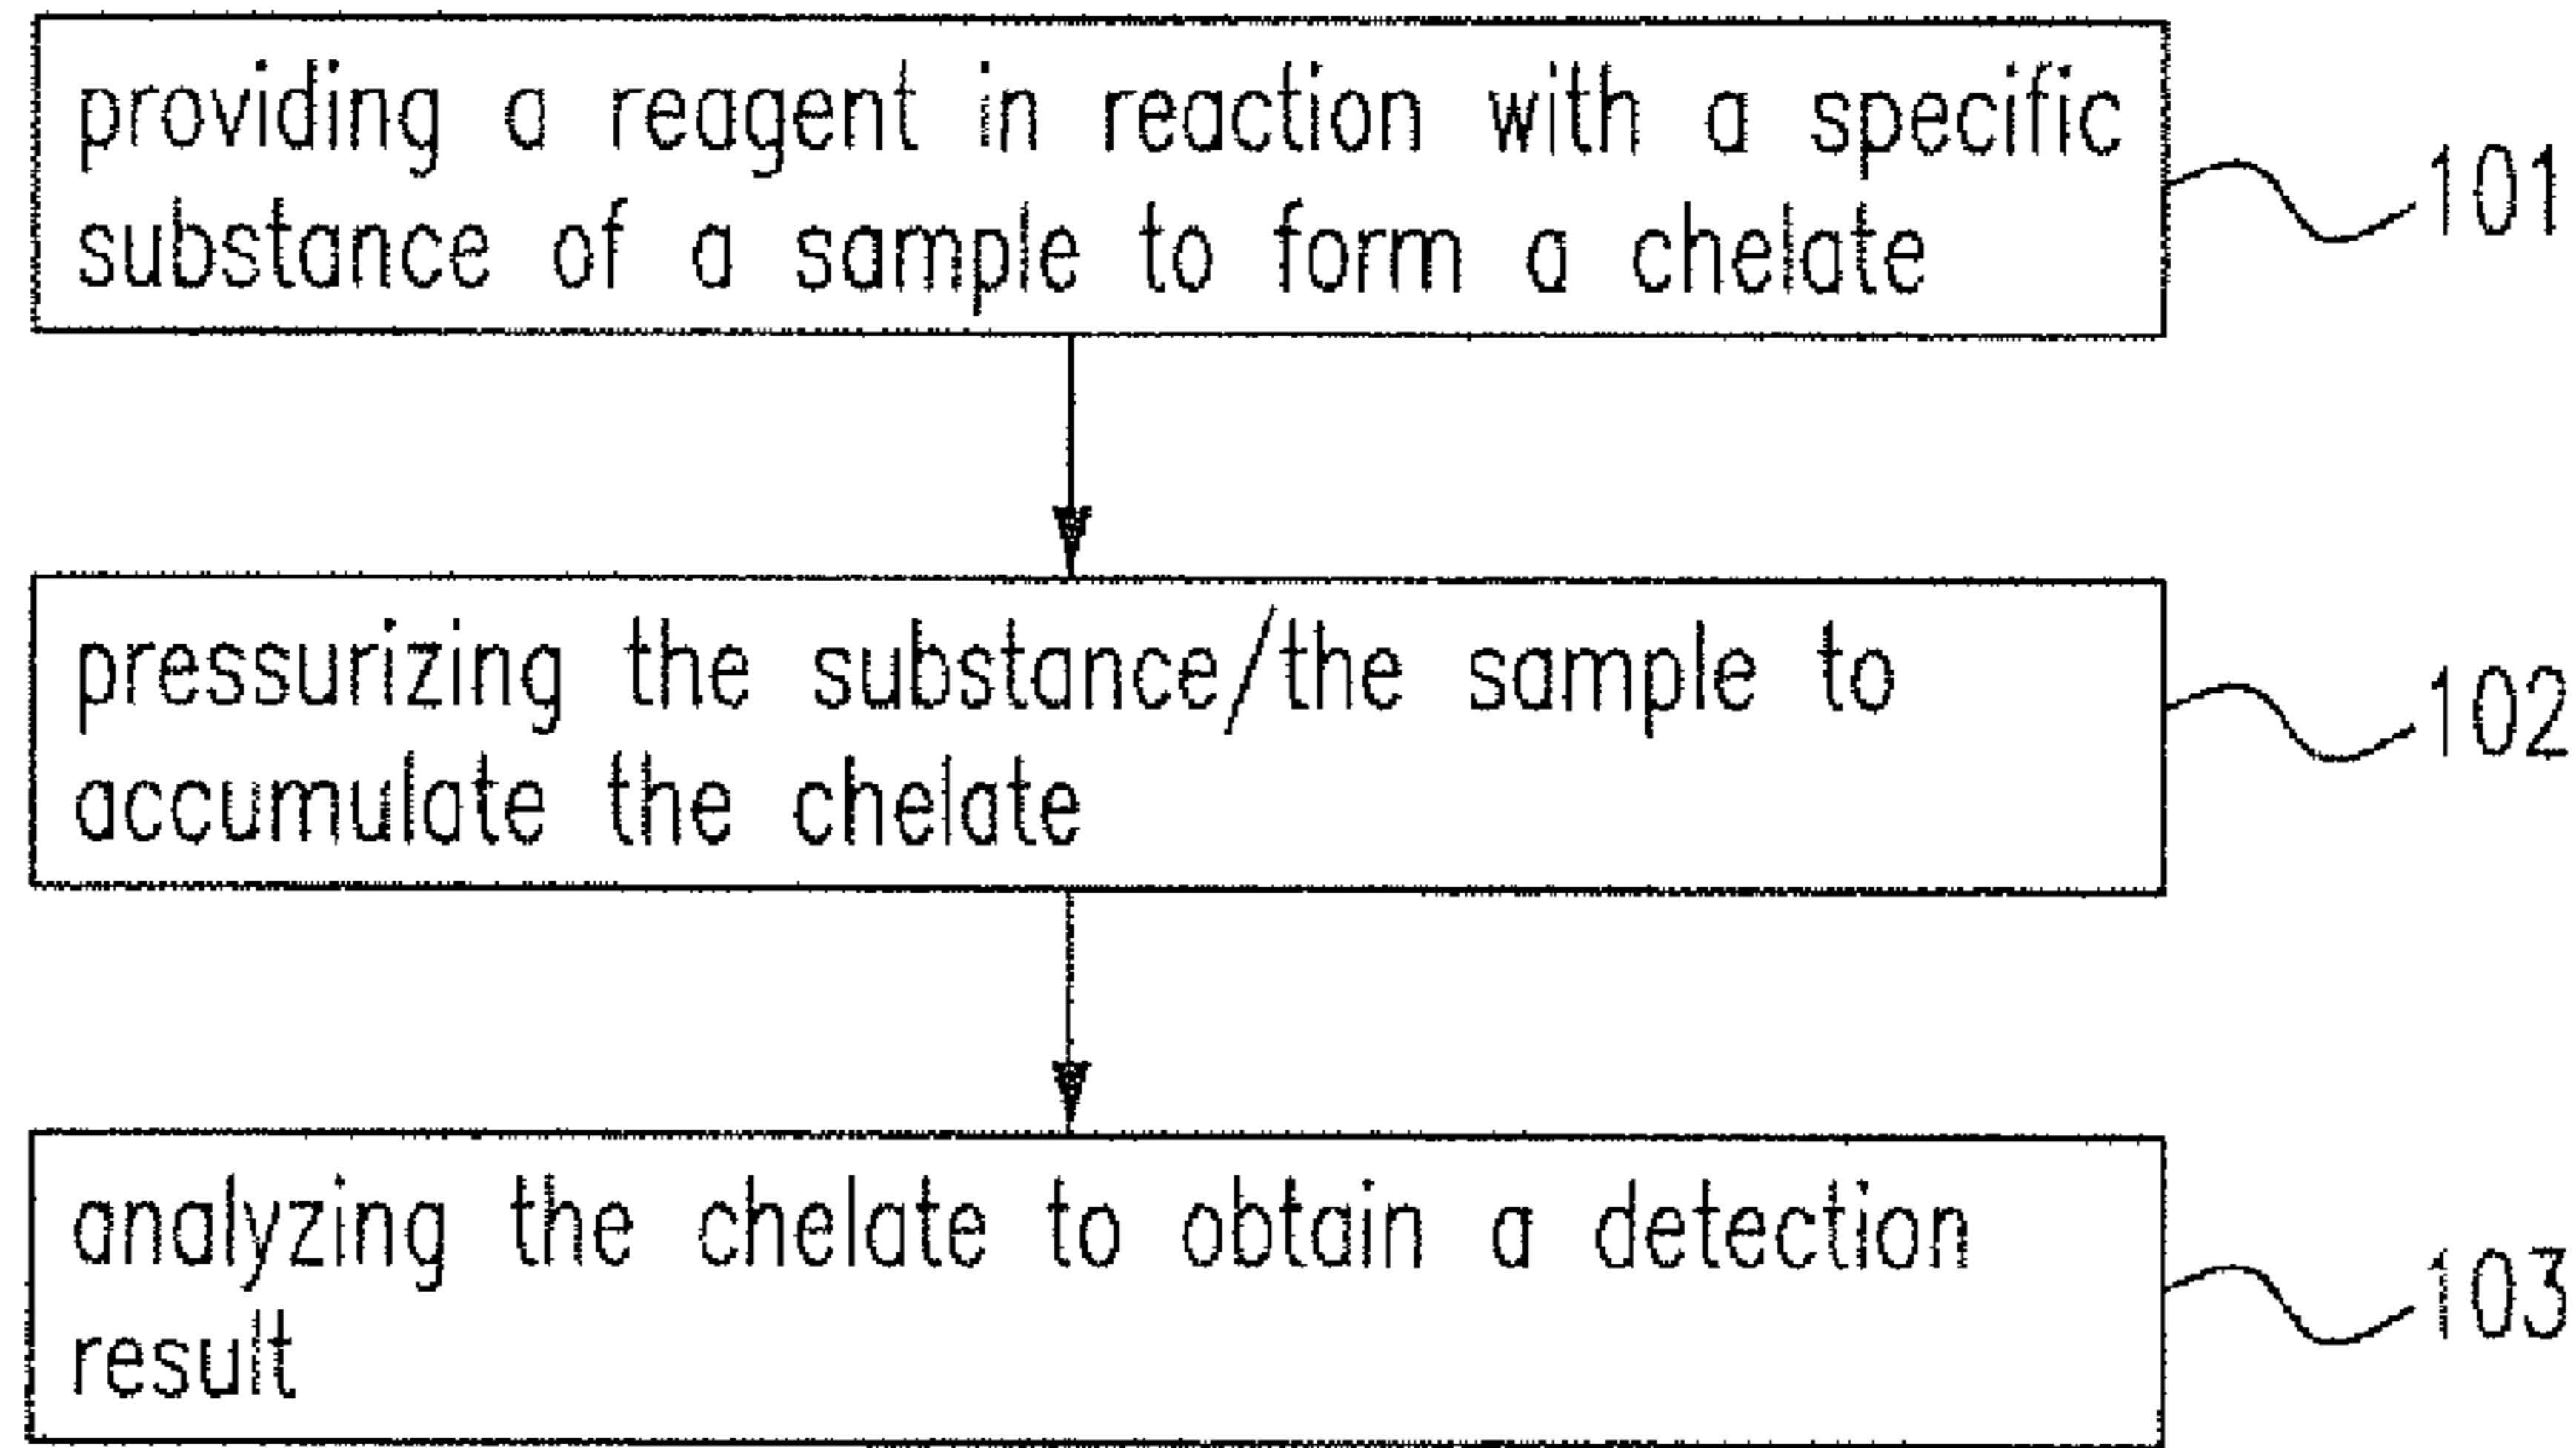 providing a reagent in reaction with a specific
substance of a sample to form a chelate
101
pressurizing the substance/the sample to
accumulate the chelate
102
analyzing the chelate to obtain a detection
result
103